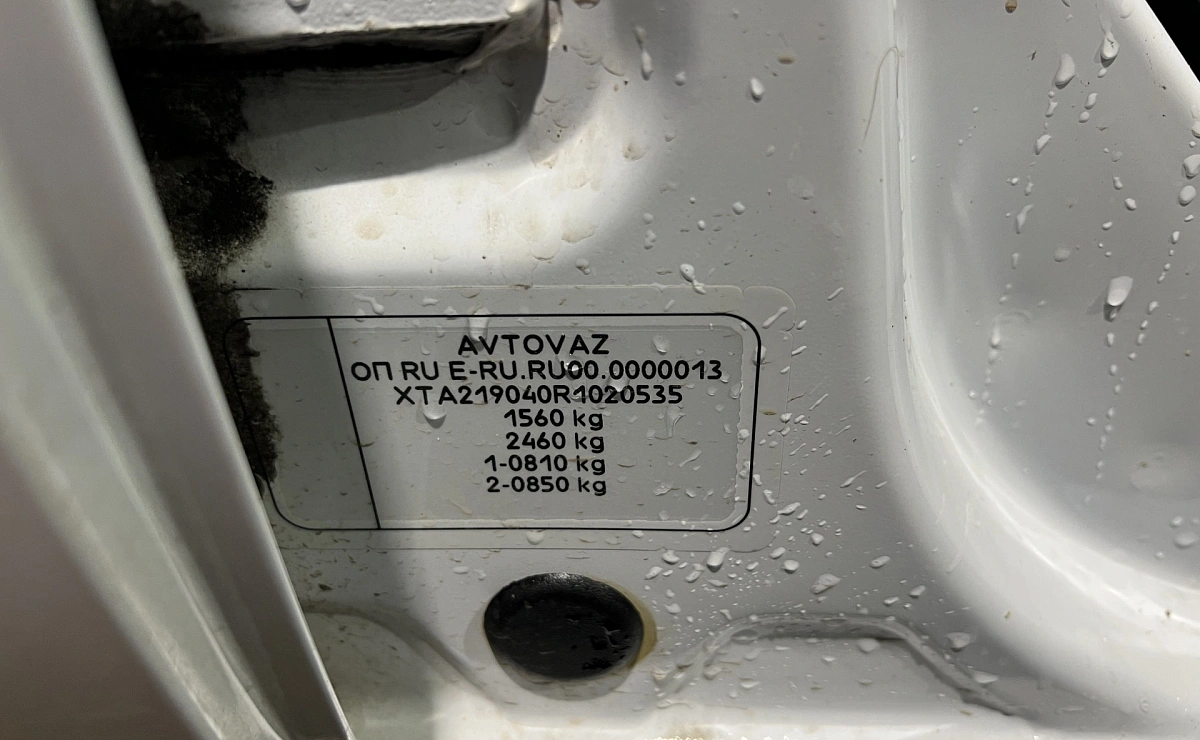 AVTOVAZ
ОП RU E-RU.RU00.0000013
XTA219040R1020535
1560 kg
2460 kg
1-0810 kg
2-0850 kg